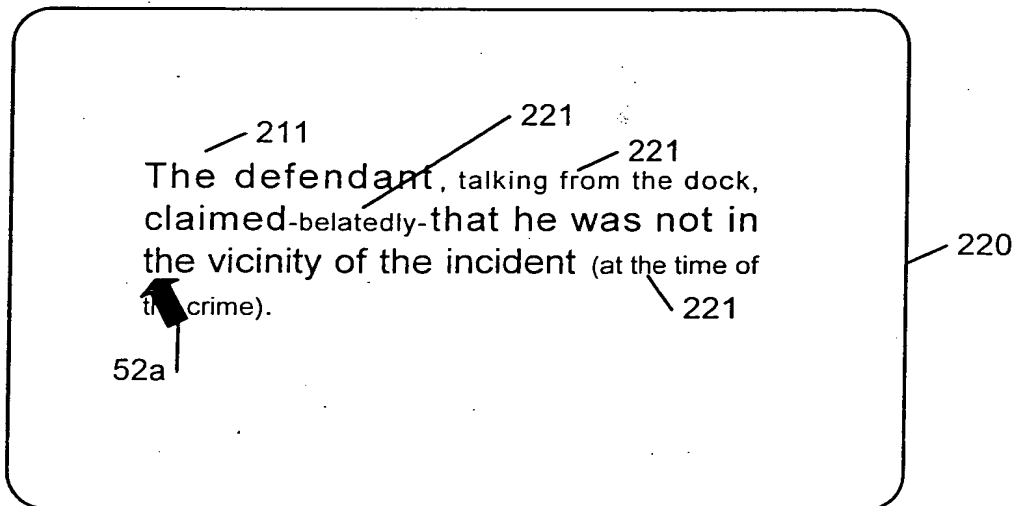 211
221
221
The defendant, talking from the dock,
claimed-belatedly-that he was not in
220
the vicinity of the incident (at the time of
crime).
221
52a